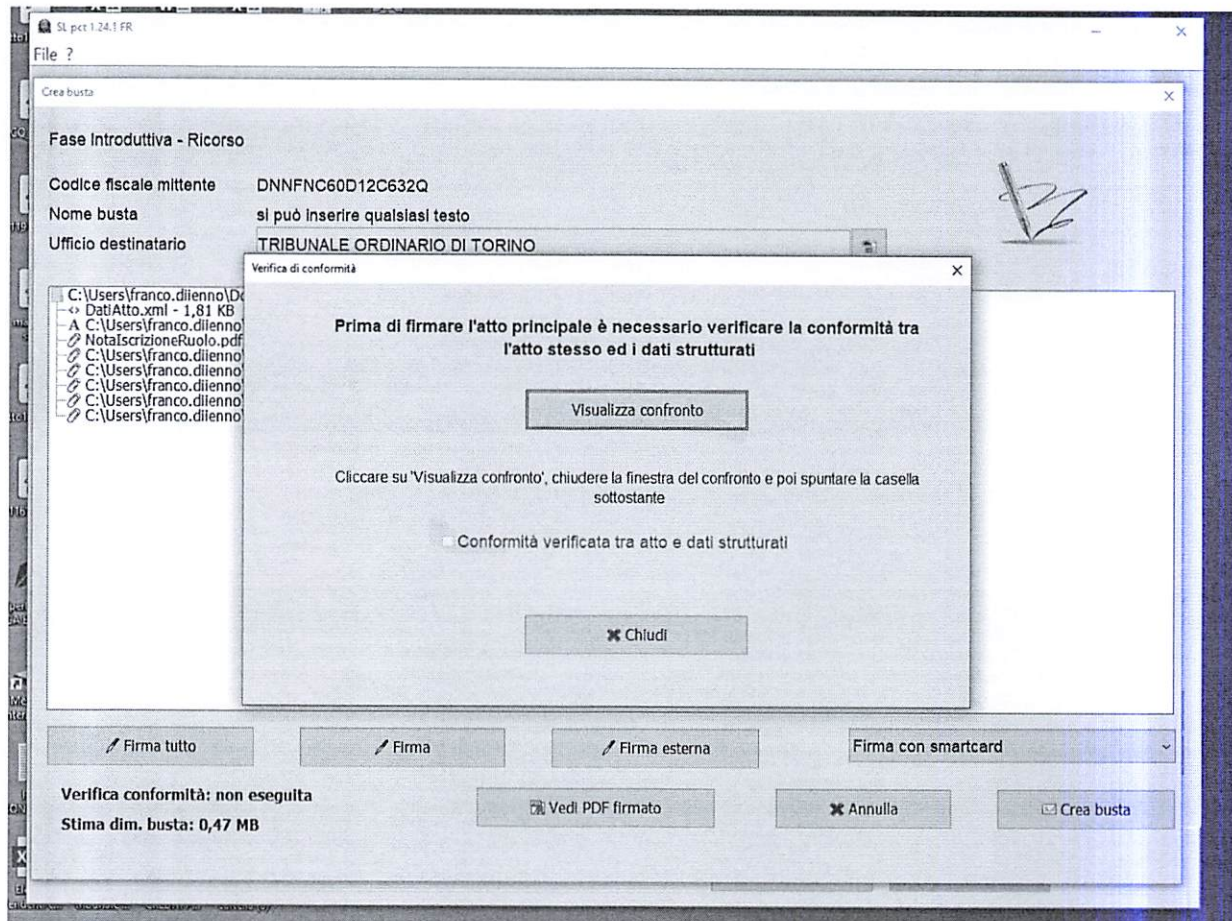 SL pct 1.24.1 FR
File ?
Crea busta
Fase Introduttiva - Ricorso
Codice fiscale mittente DNNFNC60D12C632Q
Nome busta si può inserire qualsiasi testo
Ufficio destinatario TRIBUNALE ORDINARIO DI TORINO
Verifica di conformità
C:\Users\franco.diienno\Do
DatiAtto.xml - 1,81 KB
A C:\Users\franco.diienno\
NotaIscrizioneRuolo.pdf
C:\Users\franco.diienno\
C:\Users\franco.diienno\
C:\Users\franco.diienno\
C:\Users\franco.diienno\
C:\Users\franco.diienno\
Prima di firmare l'atto principale è necessario verificare la conformità tra
l'atto stesso ed i dati strutturati
Visualizza confronto
Cliccare su 'Visualizza confronto', chiudere la finestra del confronto e poi spuntare la casella
sottostante
Conformità verificata tra atto e dati strutturati
Chiudi
Firma tutto Firma Firma esterna Firma con smartcard
Verifica conformità: non eseguita
Vedi PDF firmato Annulla Crea busta
Stima dim. busta: 0,47 MB